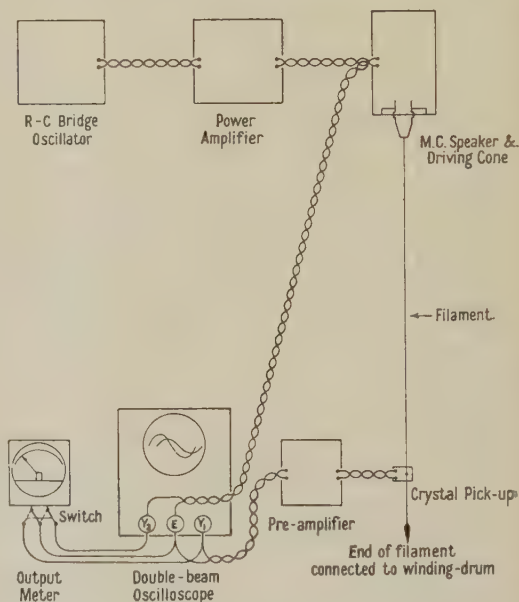 R-C Bridge
Oscillator
Power
Amplifier
M.C. Speaker &
Driving Cone
Filament
Crystal Pick-up
Pre-amplifier
Y2
E
Y1
Switch
Output
Meter
Double-beam
Oscilloscope
End of filament
connected to winding-drum